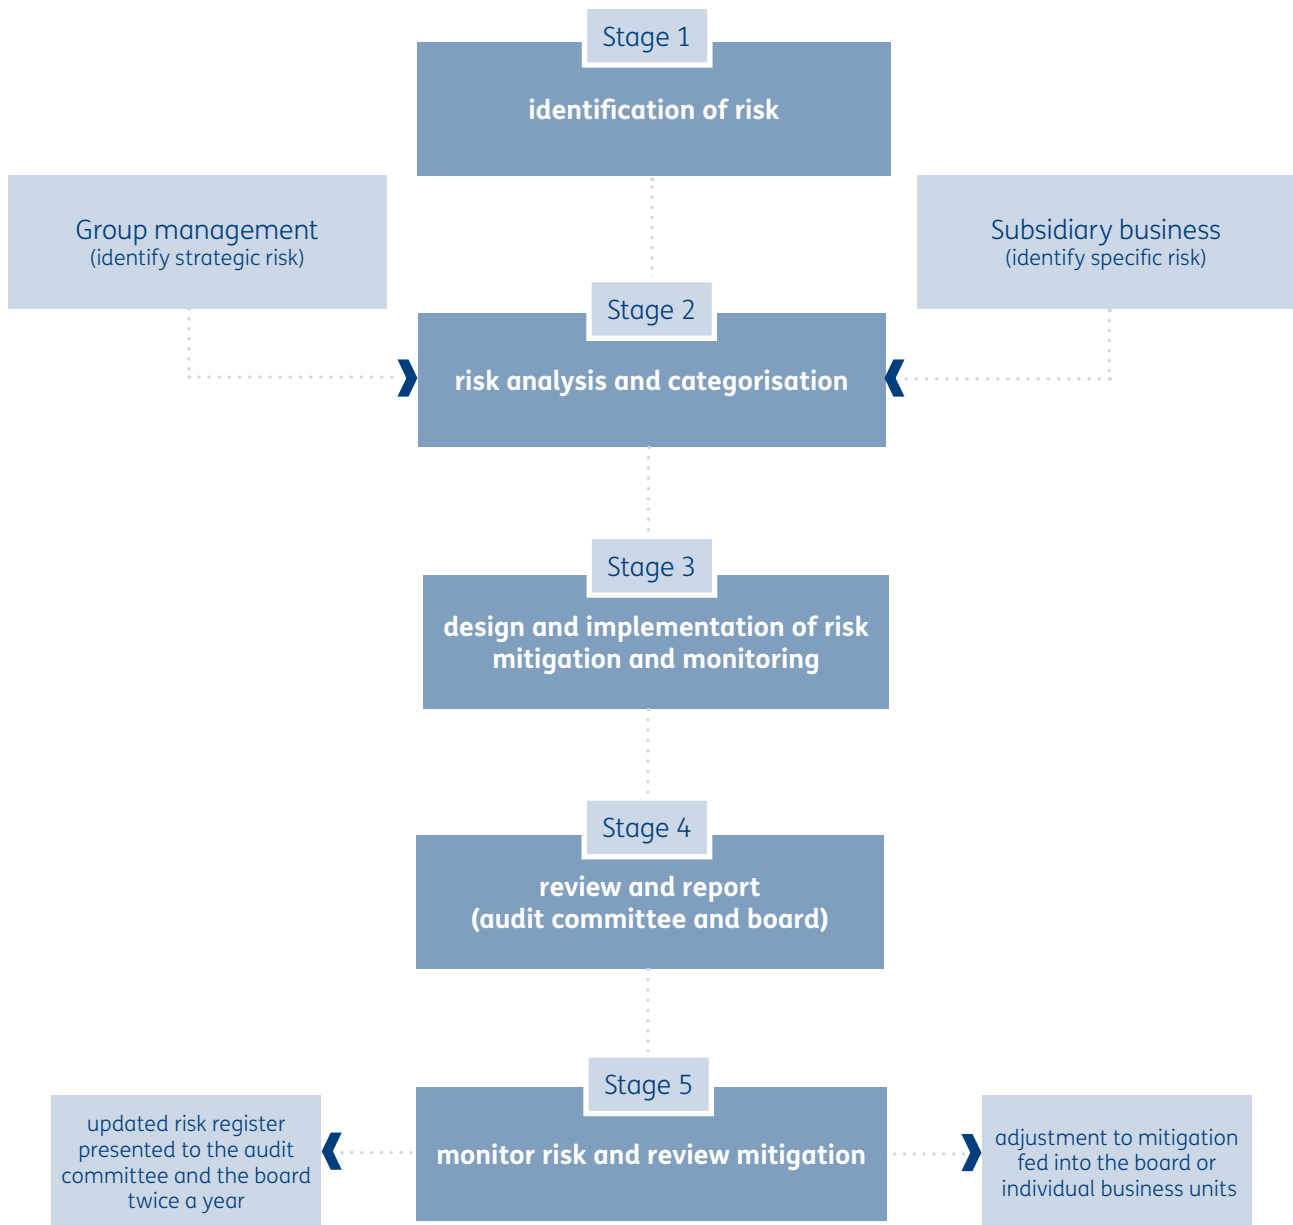 Stage 1
identification of risk
Group management
(identify strategic risk)
Subsidiary business
(identify specific risk)
Stage 2
risk analysis and categorisation
Stage 3
design and implementation of risk
mitigation and monitoring
Stage 4
review and report
(audit committee and board)
Stage 5
monitor risk and review mitigation
updated risk register
presented to the audit
committee and the board
twice a year
adjustment to mitigation
fed into the board or
individual business units